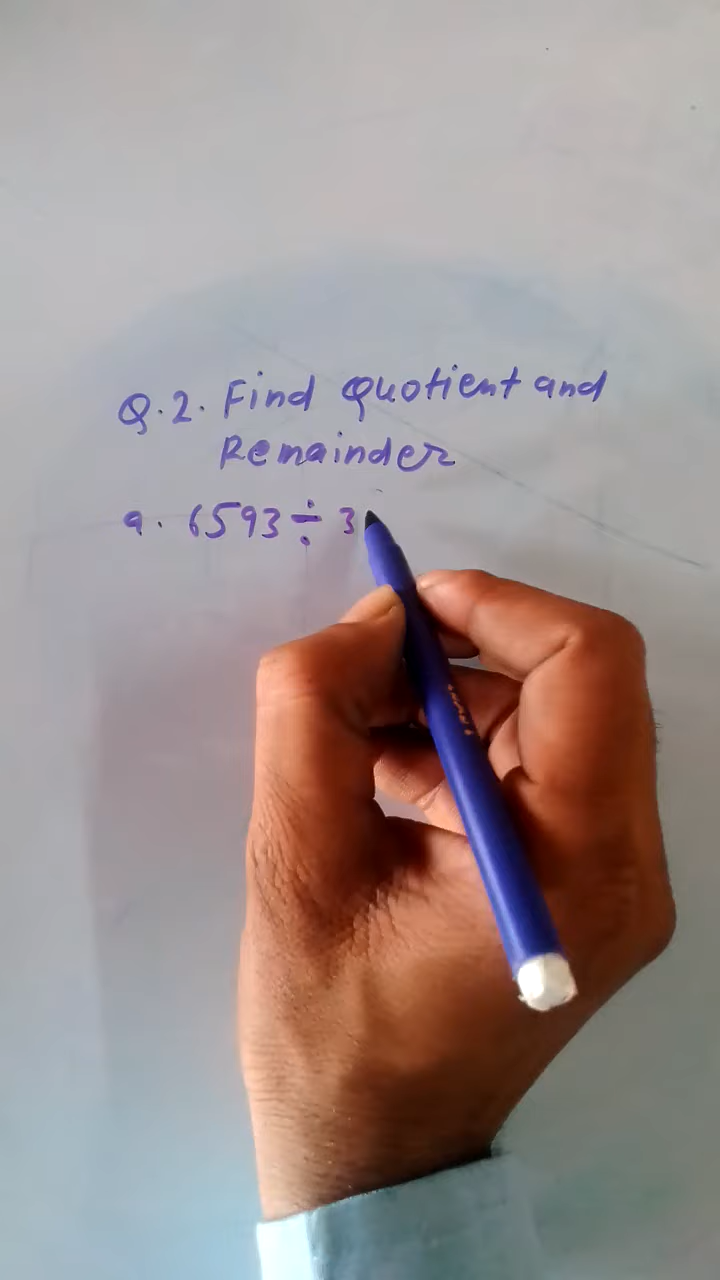 Q.2. Find Quotient and
Remainder
a. 6593 ÷ 3